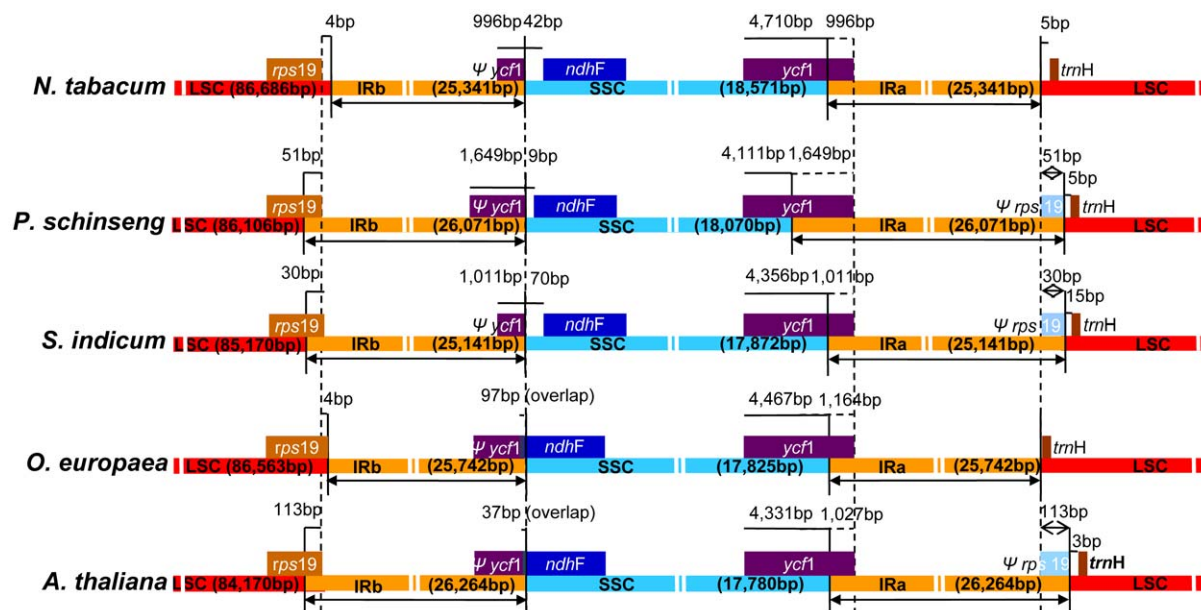 4bp 996bp 42bp 4,710bp 996bp 5bp
rps19 Ψ ycf1 ndhF ycf1 trnH
N. tabacum LSC (86,686bp) IRb (25,341bp) SSC (18,571bp) IRa (25,341bp) LSC
51bp 1,649bp 9bp 4,111bp 1,649bp 51bp
5bp
rps19 Ψ ycf1 ndhF ycf1 Ψ rps 19 trnH
P. schinseng LSC (86,106bp) IRb (26,071bp) SSC (18,070bp) IRa (26,071bp) LSC
30bp 1,011bp 70bp 4,356bp 1,011bp 30bp
15bp
rps19 Ψ ycf1 ndhF ycf1 Ψ rps 19 trnH
S. indicum LSC (85,170bp) IRb (25,141bp) SSC (17,872bp) IRa (25,141bp) LSC
4bp 97bp (overlap) 4,467bp 1,164bp
rps19 Ψ ycf1 ndhF ycf1 trnH
O. europaea LSC (86,563bp) IRb (25,742bp) SSC (17,825bp) IRa (25,742bp) LSC
113bp 37bp (overlap) 4,331bp 1,027bp 113bp
3bp
rps19 Ψ ycf1 ndhF ycf1 Ψ rps 19 trnH
A. thaliana LSC (84,170bp) IRb (26,264bp) SSC (17,780bp) IRa (26,264bp) LSC